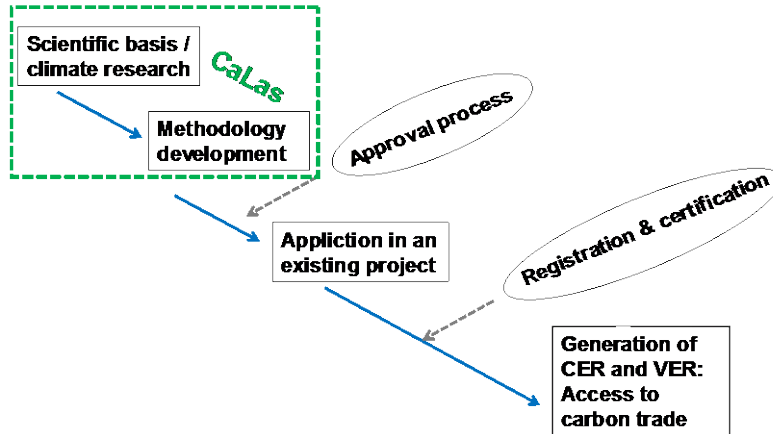 Scientific basis /
climate research
CaLas
Methodology
development
Approval process
Appliction in an
existing project
Registration & certification
Generation of
CER and VER:
Access to
carbon trade